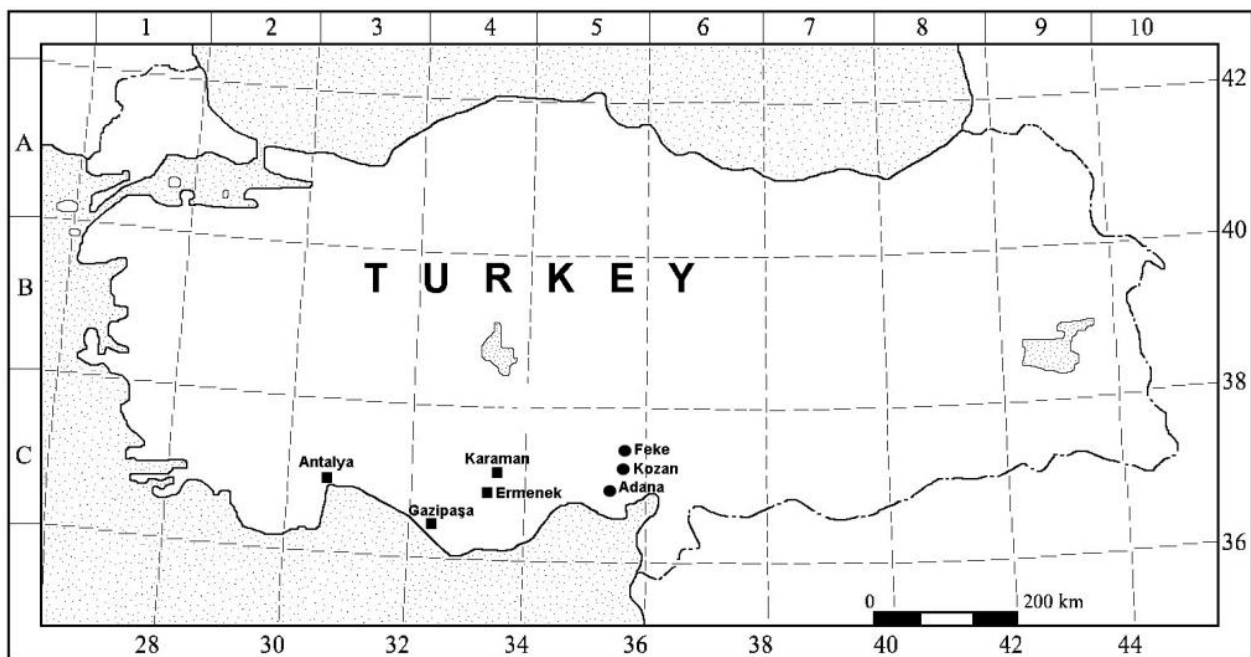 1 2 3 4 5 6 7 8 9 10
42
A
40
B
T U R K E Y
38
C
Feke
Karaman
Kozan
Antalya
Ermenek
Adana
Gazipaşa
36
0 200 km
28 30 32 34 36 38 40 42 44